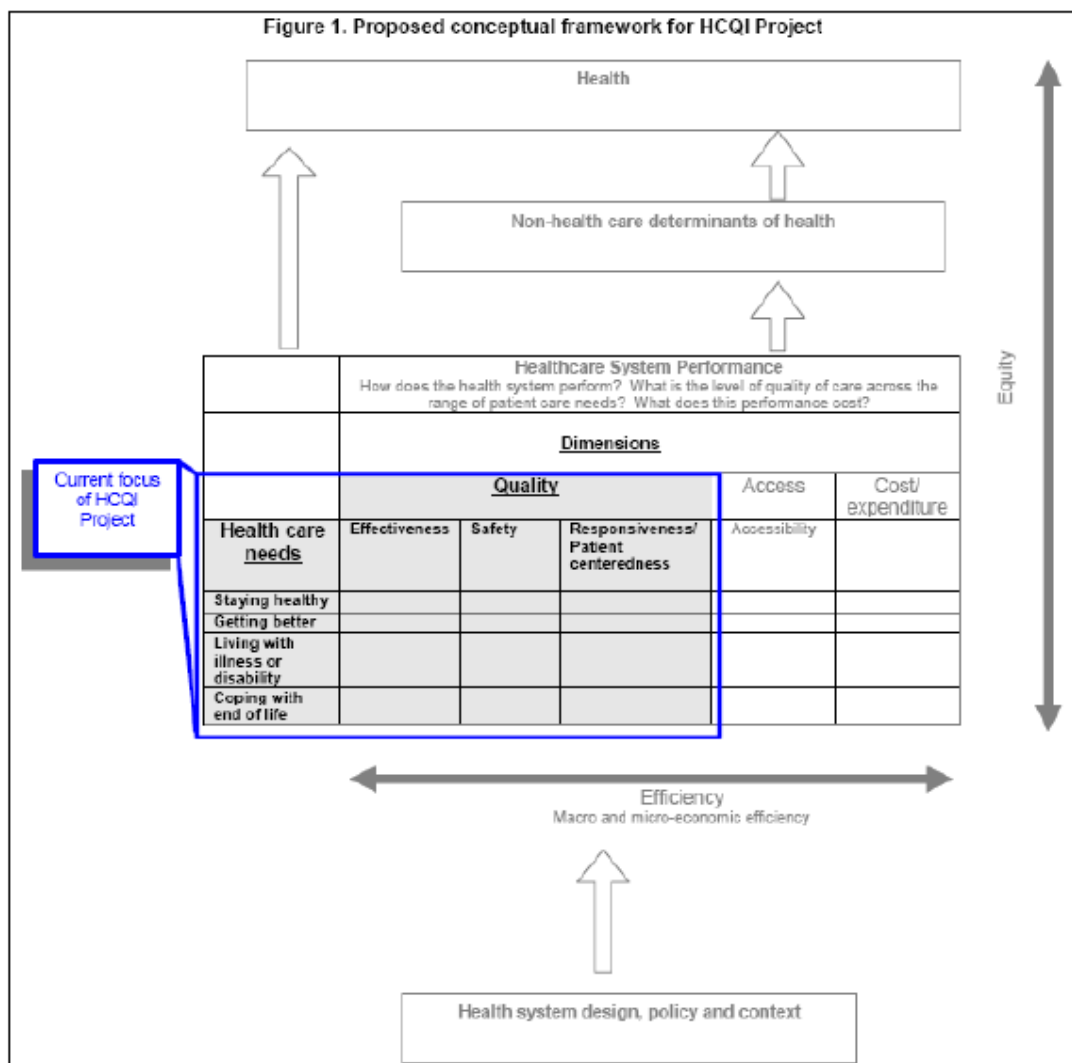 Figure 1. Proposed conceptual framework for HCQI Project
Health
Non-health care determinants of health
Healthcare System Performance
How does the health system perform? What is the level of quality of care across the
range of patient care needs? What does this performance cost?
Dimensions
Current focus
of HCQI
Project
Quality
Access
Cost/
expenditure
Health care
needs
Effectiveness
Safety
Responsiveness/
Patient
centeredness
Accessibility
Staying healthy
Getting better
Living with
illness or
disability
Coping with
end of life
Equity
Efficiency
Macro and micro-economic efficiency
Health system design, policy and context